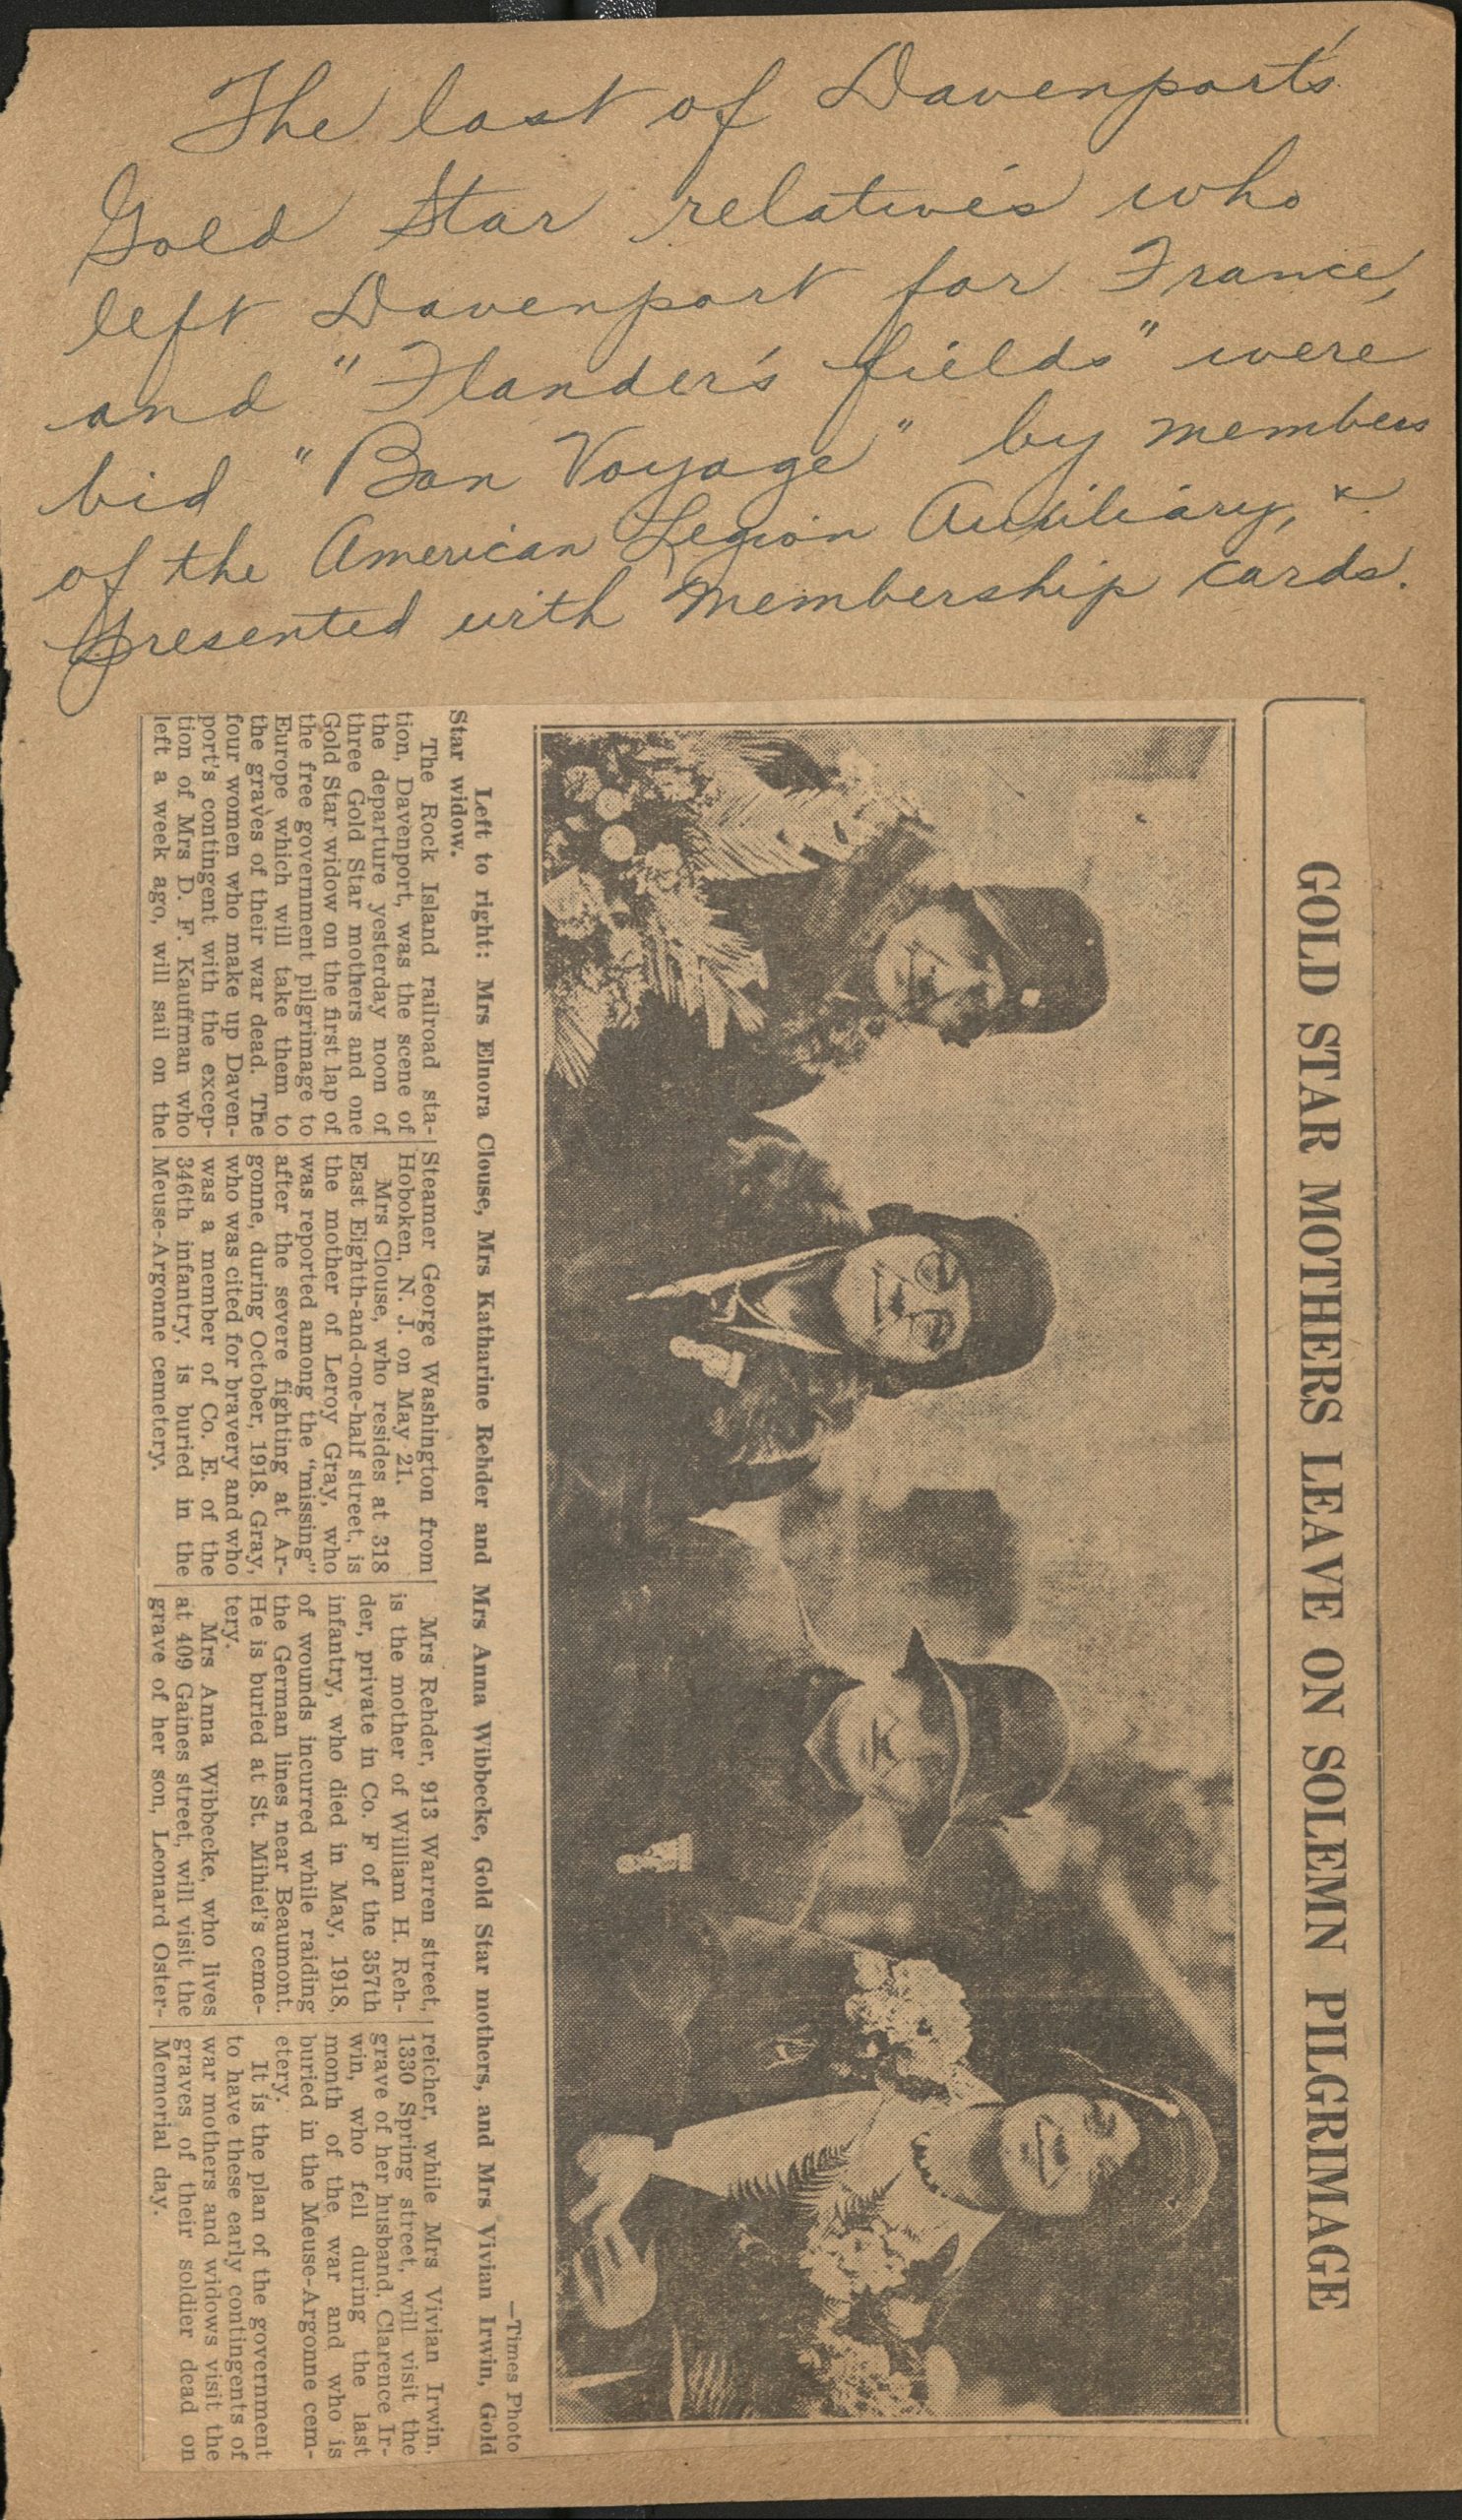 The last of Davenport's
Gold Star relatives who
left Davenport for France,
and "Flander's fields" were
bid "Bon Voyage" by members
of the American Legion Auxiliary, &
presented with membership cards.
GOLD STAR MOTHERS LEAVE ON SOLEMN PILGRIMAGE
—Times Photo
Left to right: Mrs Elnora Clouse, Mrs Katharine Rehder and Mrs Anna Wibbecke, Gold Star mothers, and Mrs Vivian Irwin, Gold
Star widow.
The Rock Island railroad sta-
tion, Davenport, was the scene of
the departure yesterday noon of
three Gold Star mothers and one
Gold Star widow on the first lap of
the free government pilgrimage to
Europe which will take them to
the graves of their war dead. The
four women who make up Daven-
port's contingent with the excep-
tion of Mrs D. F. Kauffman who
left a week ago, will sail on the
Steamer George Washington from
Hoboken, N. J. on May 21.
Mrs Clouse, who resides at 318
East Eighth-and-one-half street, is
the mother of Leroy Gray, who
was reported among the "missing"
after the severe fighting at Ar-
gonne, during October, 1918. Gray,
who was cited for bravery and who
was a member of Co. E. of the
346th infantry, is buried in the
Meuse-Argonne cemetery.
Mrs Rehder, 913 Warren street,
is the mother of William H. Reh-
der, private in Co. F of the 357th
infantry, who died in May, 1918,
of wounds incurred while raiding
the German lines near Beaumont.
He is buried at St. Mihiel's ceme-
tery.
Mrs Anna Wibbecke, who lives
at 409 Gaines street, will visit the
grave of her son, Leonard Oster-
reicher, while Mrs Vivian Irwin,
1330 Spring street, will visit the
grave of her husband, Clarence Ir-
win, who fell during the last
month of the war and who is
buried in the Meuse-Argonne cem-
etery.
It is the plan of the government
to have these early contingents of
war mothers and widows visit the
graves of their soldier dead on
Memorial day.